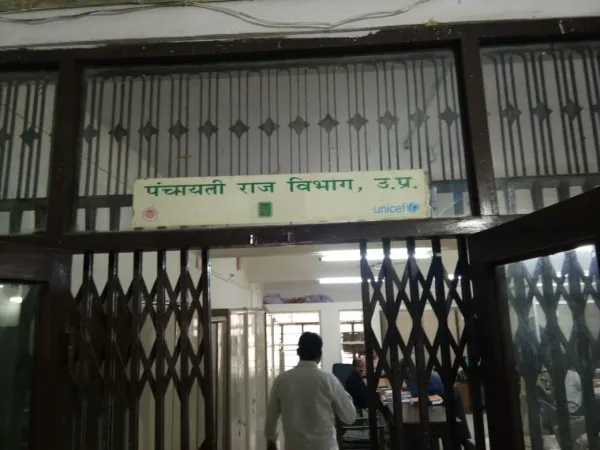 पंचायती राज विभाग, उ.प्र.
unicef